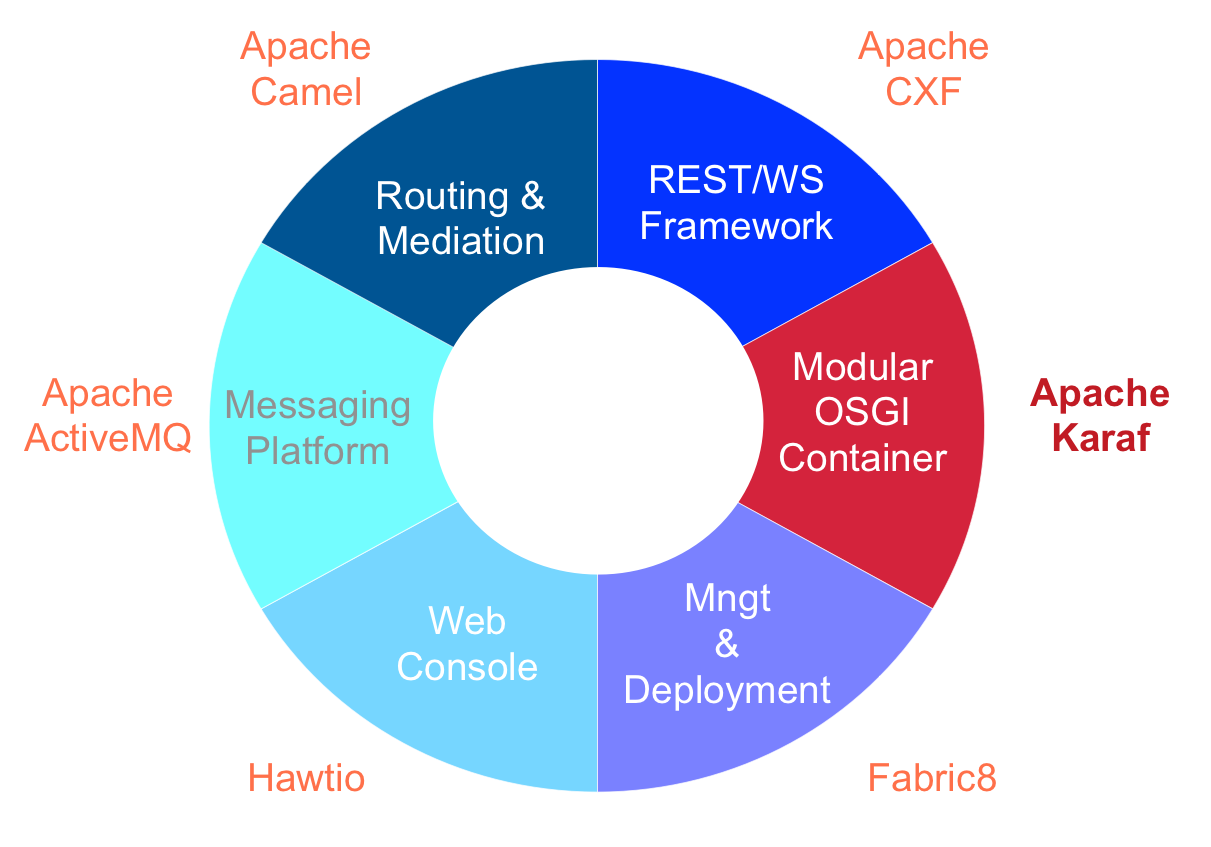 Apache
Camel
Apache
CXF
Routing &
Mediation
REST/WS
Framework
Apache
ActiveMQ
Messaging
Platform
Modular
OSGI
Container
Apache
Karaf
Web
Console
Mngt
&
Deployment
Hawtio
Fabric8